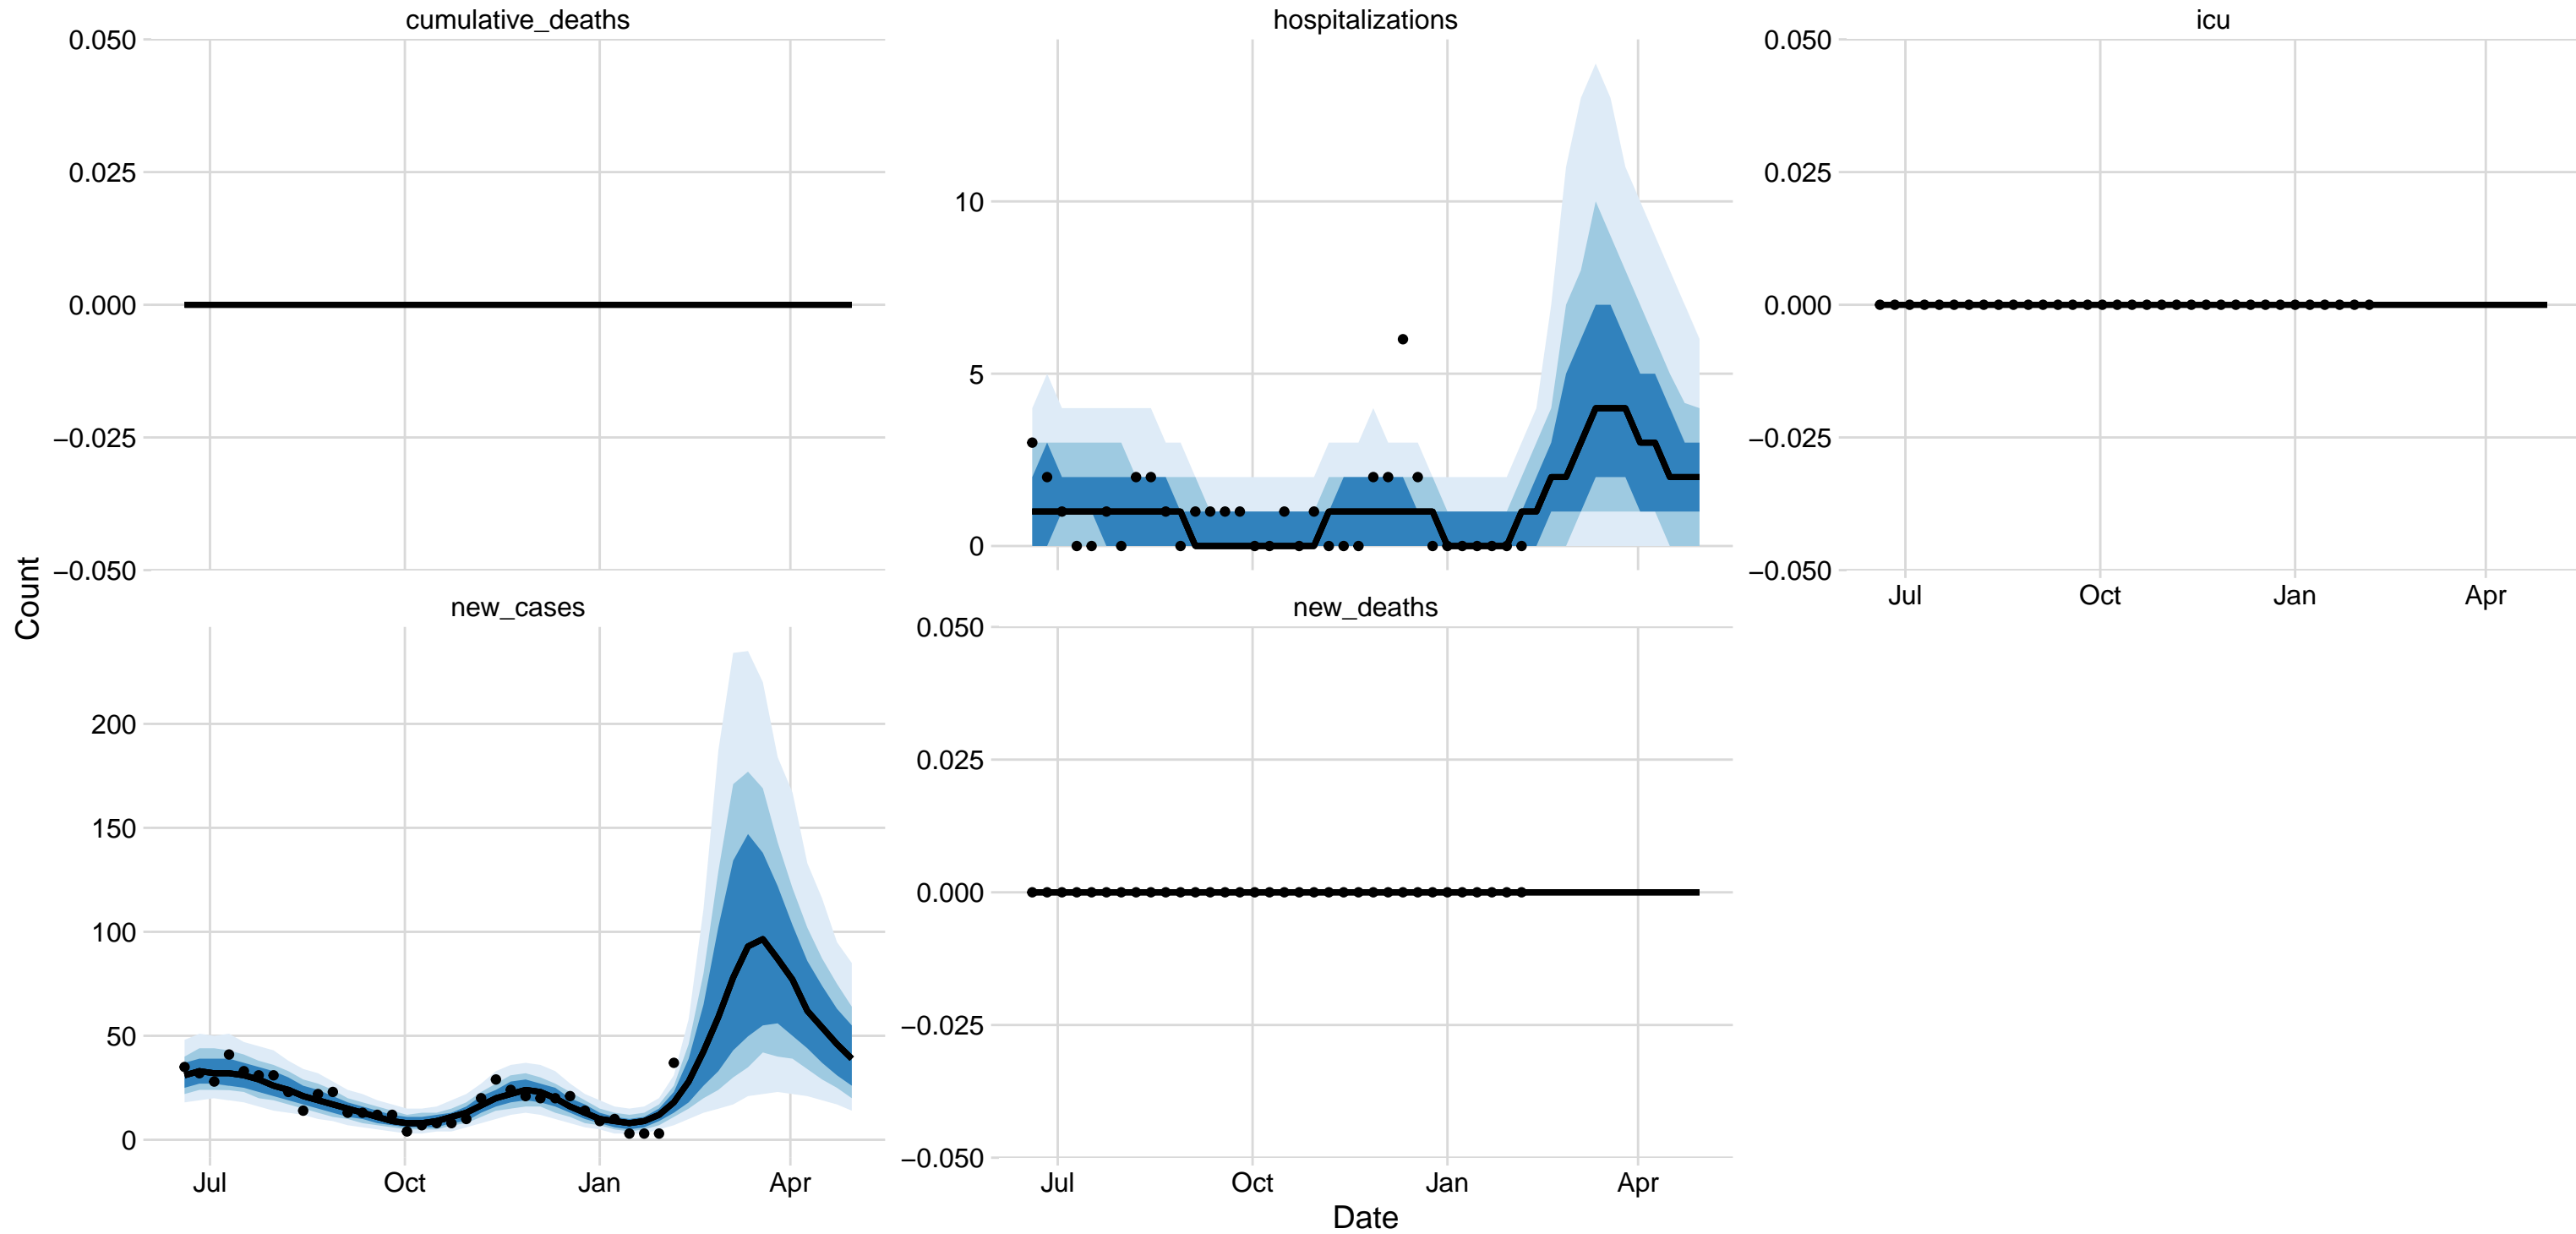 cumulative_deaths
hospitalizations
icu
0.050
0.025
0.000
−0.025
−0.050
10
5
0
0.050
0.025
0.000
−0.025
−0.050
Jul Oct Jan Apr
Count
new_cases
new_deaths
200
150
100
50
0
0.050
0.025
0.000
−0.025
−0.050
Jul Oct Jan Apr
Jul Oct Jan Apr
Date